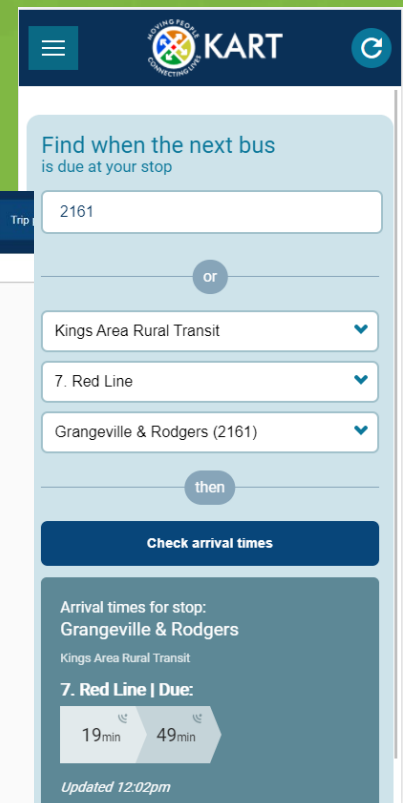 MOVING PEOPLE
CONNECTING LIVES
KART
Find when the next bus
is due at your stop
Trip
2161
or
Kings Area Rural Transit
7. Red Line
Grangeville & Rodgers (2161)
then
Check arrival times
Arrival times for stop:
Grangeville & Rodgers
Kings Area Rural Transit
7. Red Line | Due:
19min 49min
Updated 12:02pm